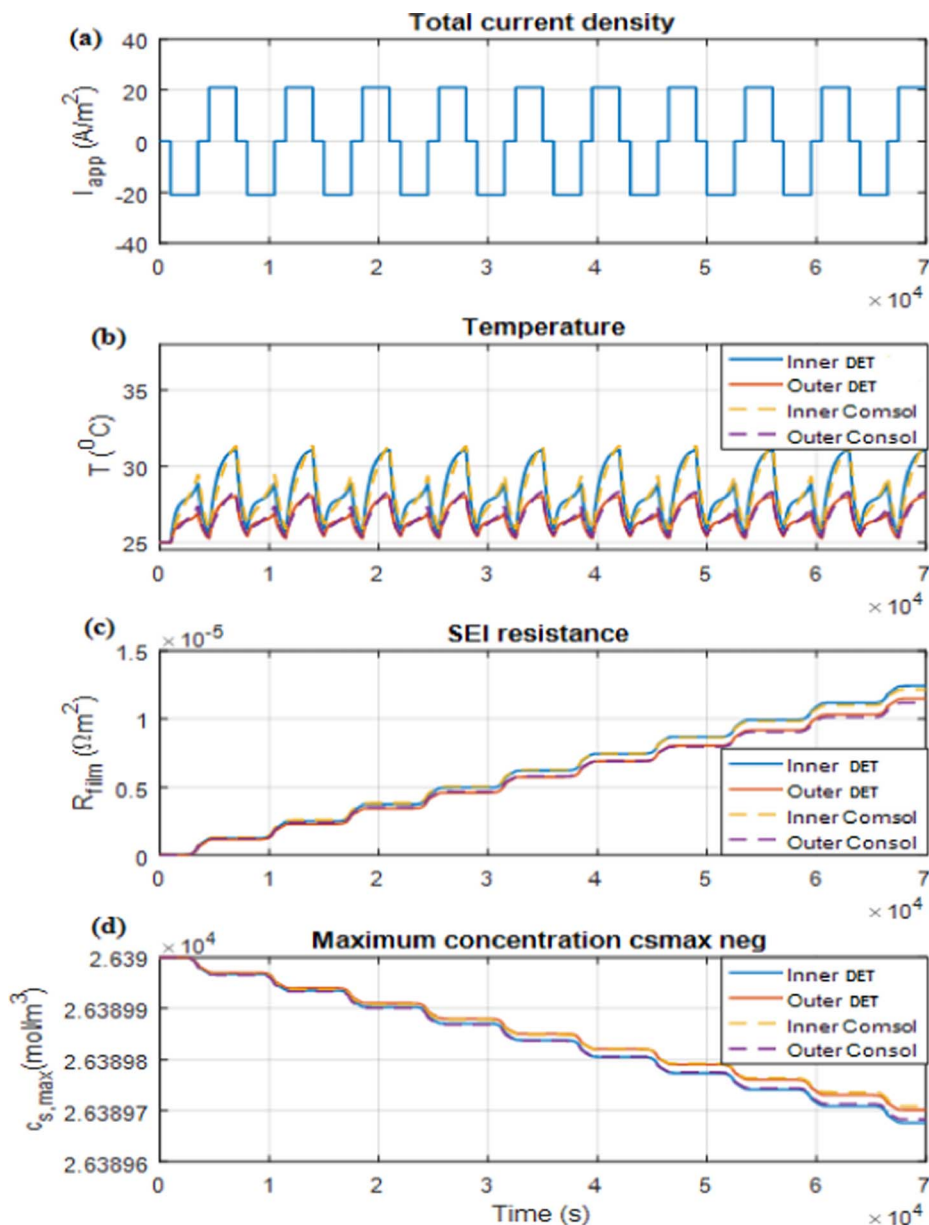 Total current density
(a)
40
20
0
-20
-40
I_app (A/m²)
0 1 2 3 4 5 6 7
× 10⁴
(b)
Temperature
35
30
25
T (⁰C)
Inner DET
Outer DET
Inner Comsol
Outer Consol
0 1 2 3 4 5 6 7
× 10⁴
(c)
× 10⁻⁵
SEI resistance
1.5
1
0.5
0
R_film (Ωm²)
Inner DET
Outer DET
Inner Comsol
Outer Consol
0 1 2 3 4 5 6 7
× 10⁴
(d)
× 10⁴
Maximum concentration csmax neg
2.639
2.63899
2.63898
2.63897
2.63896
c_s,max(mol/m³)
Inner DET
Outer DET
Inner Comsol
Outer Consol
0 1 2 3 4 5 6 7
Time (s)
× 10⁴